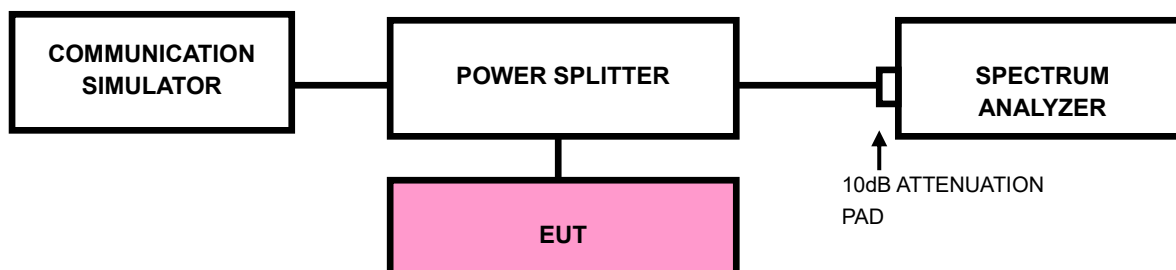 COMMUNICATION
SIMULATOR
POWER SPLITTER
SPECTRUM
ANALYZER
10dB ATTENUATION
PAD
EUT